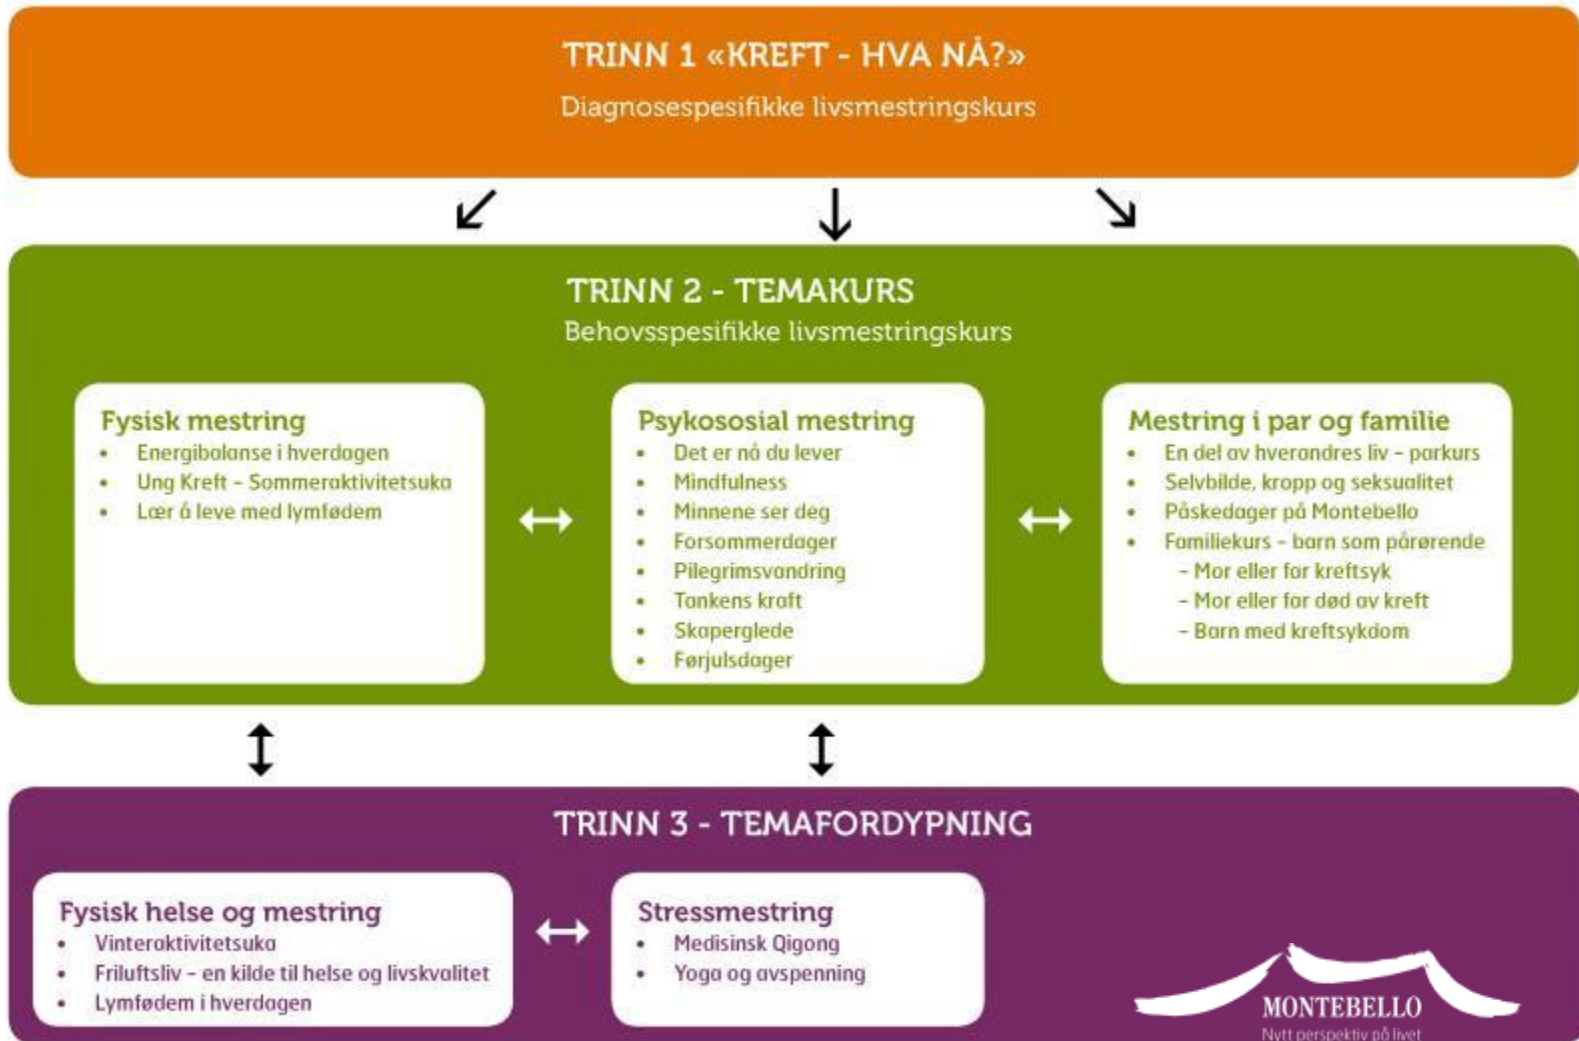 TRINN 1 «KREFT - HVA NÅ?»
Diagnosespesifikke livsmestringskurs
TRINN 2 - TEMAKURS
Behovsspesifikke livsmestringskurs
Fysisk mestring
• Energibalanse i hverdagen
• Ung Kreft – Sommeraktivitetsuka
• Lær å leve med lymfødem
Psykososial mestring
• Det er nå du lever
• Mindfulness
• Minnene ser deg
• Forsommerdager
• Pilegrimsvandring
• Tankens kraft
• Skaperglede
• Førjulsdager
Mestring i par og familie
• En del av hverandres liv – parkurs
• Selvbilde, kropp og seksualitet
• Påskedager på Montebello
• Familiekurs – barn som pårørende
– Mor eller far kreftsyk
– Mor eller far død av kreft
– Barn med kreftsykdom
TRINN 3 - TEMAFORDYPNING
Fysisk helse og mestring
• Vinteraktivitetsuka
• Friluftsliv – en kilde til helse og livskvalitet
• Lymfødem i hverdagen
Stressmestring
• Medisinsk Qigong
• Yoga og avspenning
MONTEBELLO
Nytt perspektiv på livet